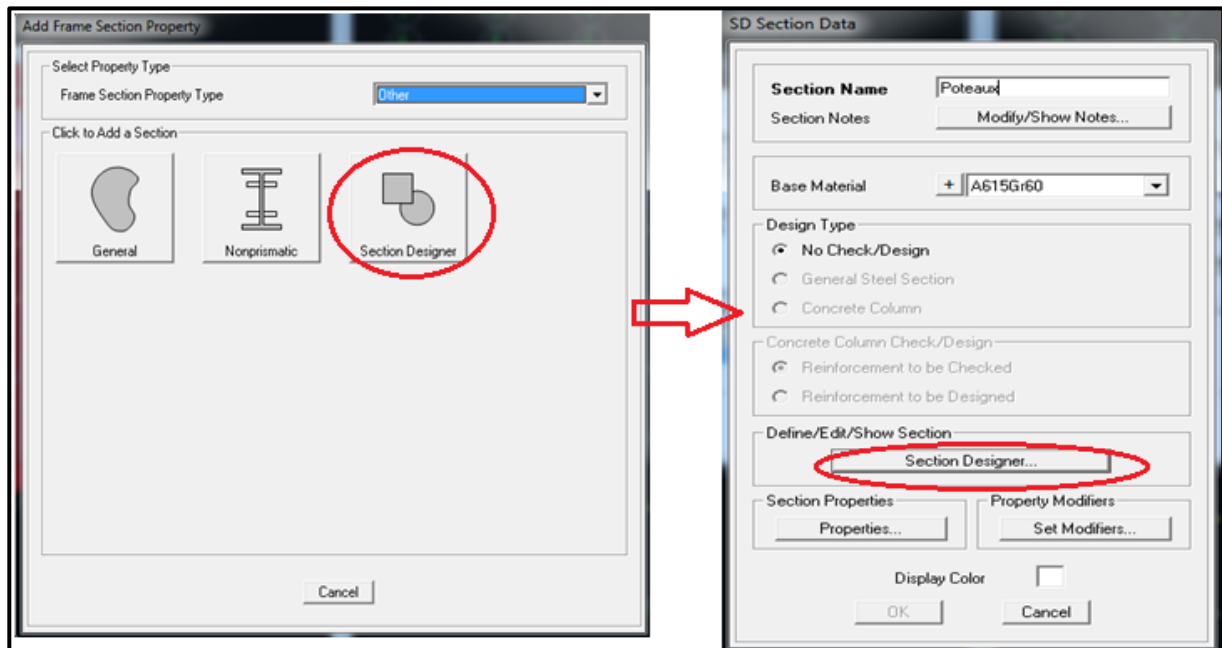 Add Frame Section Property
Select Property Type
Frame Section Property Type
Other
Click to Add a Section
General
Nonprismatic
Section Designer
Cancel
SD Section Data
Section Name
Poteaux
Section Notes
Modify/Show Notes...
Base Material
+
A615Gr60
Design Type
No Check/Design
General Steel Section
Concrete Column
Concrete Column Check/Design
Reinforcement to be Checked
Reinforcement to be Designed
Define/Edit/Show Section
Section Designer...
Section Properties
Properties...
Property Modifiers
Set Modifiers...
Display Color
OK
Cancel